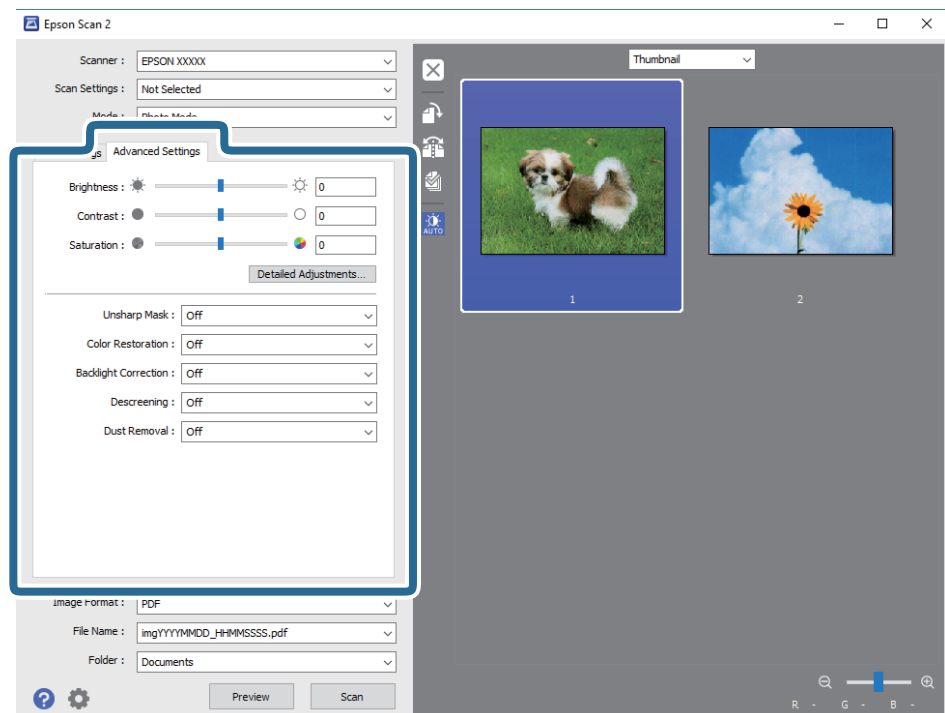 Epson Scan 2
Scanner : EPSON XXXXX
Scan Settings : Not Selected
Mode : Photo Mode
Advanced Settings
Brightness : 0
Contrast : 0
Saturation : 0
Detailed Adjustments...
Unsharp Mask : Off
Color Restoration : Off
Backlight Correction : Off
Descreening : Off
Dust Removal : Off
Image Format : PDF
File Name : imgYYYYMMDD_HHMMSSSS.pdf
Folder : Documents
? Preview Scan
Thumbnail
AUTO
1 2
R - G - B -